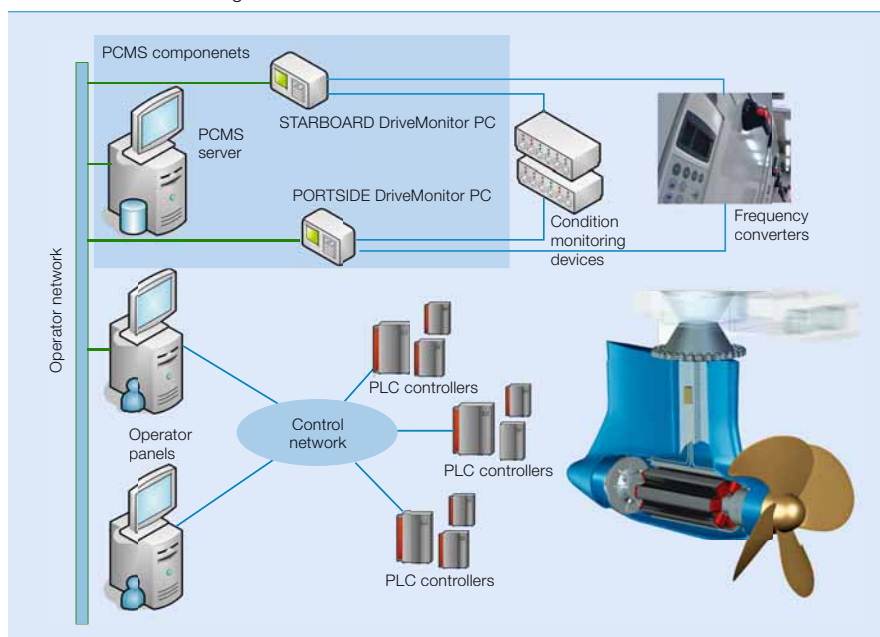 PCMS componenets
STARBOARD DriveMonitor PC
PCMS
server
PORTSIDE DriveMonitor PC
Condition
monitoring
devices
Frequency
converters
Operator network
PLC controllers
Control
network
Operator
panels
PLC controllers
PLC controllers